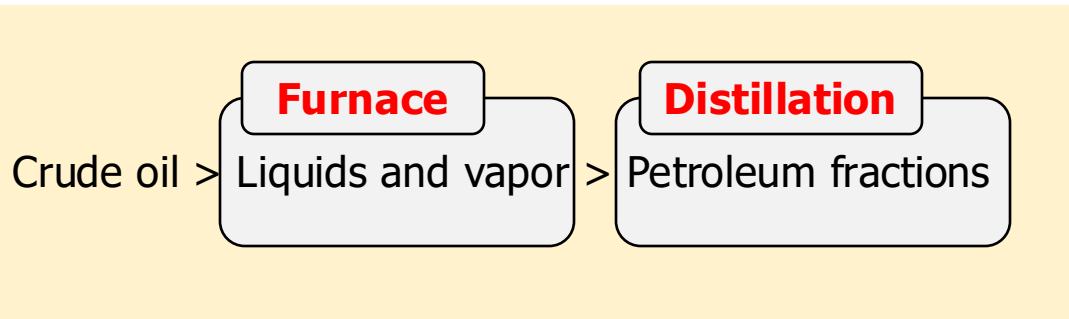 Furnace Distillation
Crude oil > Liquids and vapor > Petroleum fractions